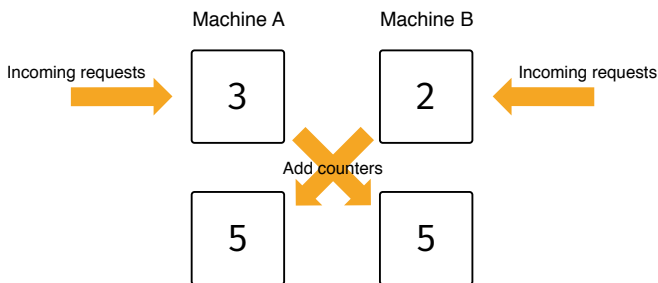 Machine A
Machine B
Incoming requests
3
2
Incoming requests
Add counters
5
5